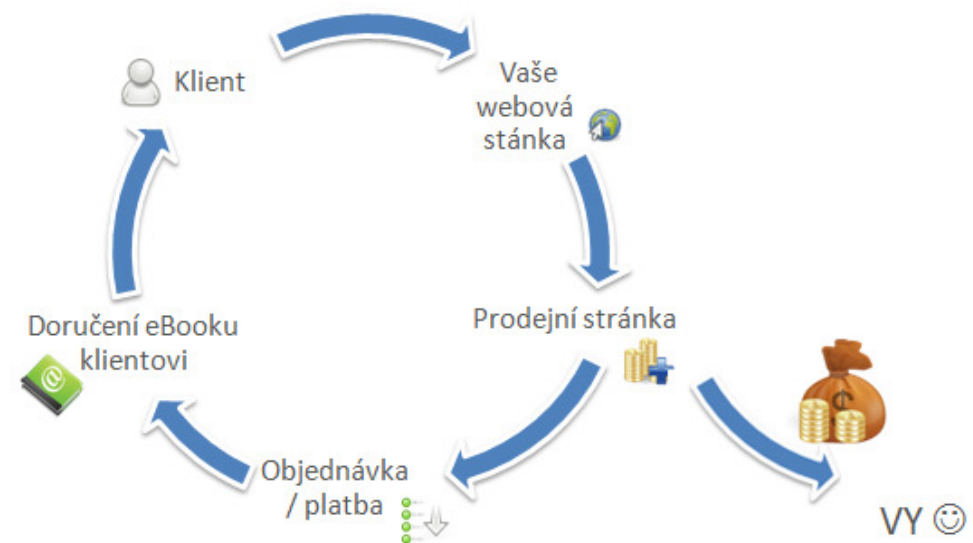 Klient
Vaše
webová
stánka
Prodejní stránka
Doručení eBooku
klientovi
Objednávka
/ platba
VY ☺